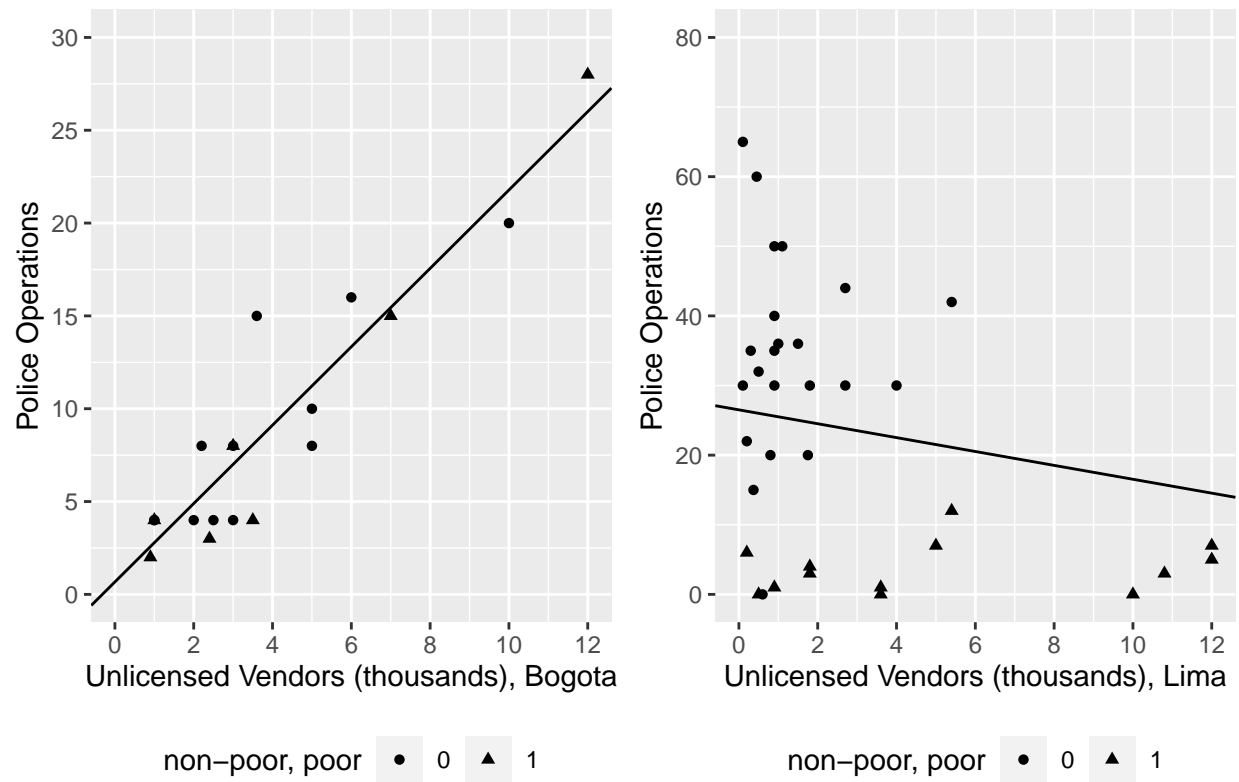 30
25
20
15
10
5
0
Police Operations
0 2 4 6 8 10 12
Unlicensed Vendors (thousands), Bogota
non−poor, poor 0 1
80
60
40
20
0
Police Operations
0 2 4 6 8 10 12
Unlicensed Vendors (thousands), Lima
non−poor, poor 0 1